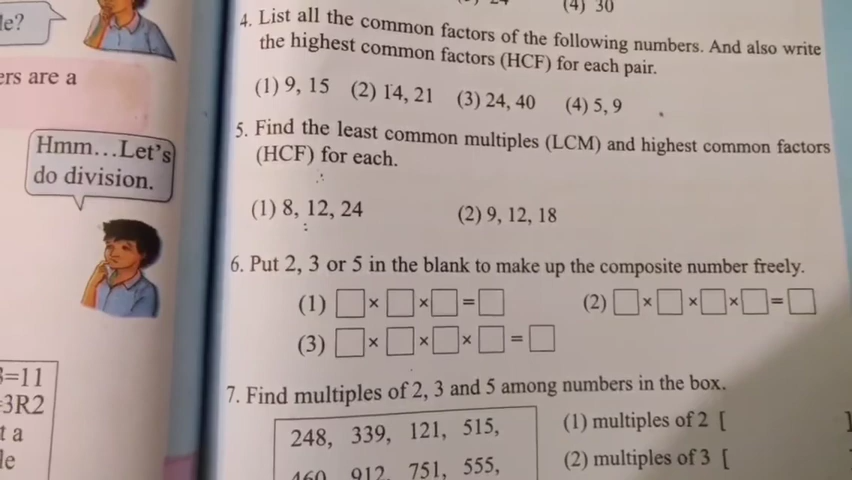 le?
ers are a
Hmm…Let's
do division.
3=11
3R2
t a
le
(4) 30
4. List all the common factors of the following numbers. And also write
the highest common factors (HCF) for each pair.
(1) 9, 15 (2) 14, 21 (3) 24, 40 (4) 5, 9
5. Find the least common multiples (LCM) and highest common factors
(HCF) for each.
(1) 8, 12, 24 (2) 9, 12, 18
6. Put 2, 3 or 5 in the blank to make up the composite number freely.
(1) □×□×□=□ (2) □×□×□×□=□
(3) □×□×□×□=□
7. Find multiples of 2, 3 and 5 among numbers in the box.
248, 339, 121, 515, (1) multiples of 2 [ ]
460 912, 751, 555, (2) multiples of 3 [